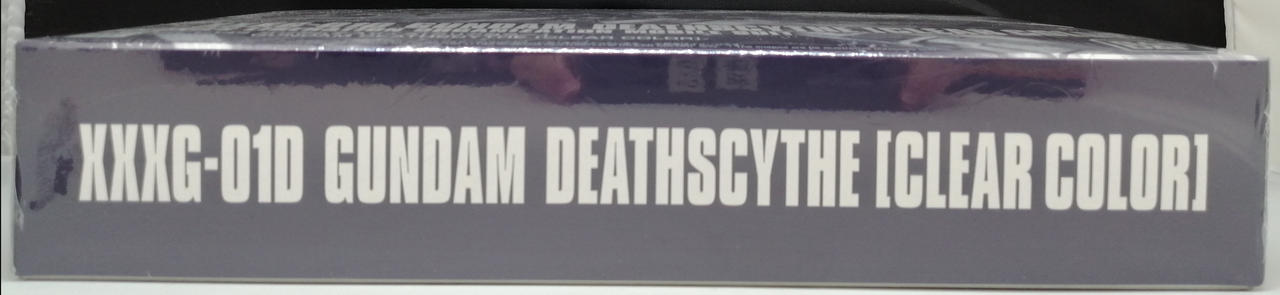 XXXG-01D GUNDAM DEATHSCYTHE [CLEAR COLOR]